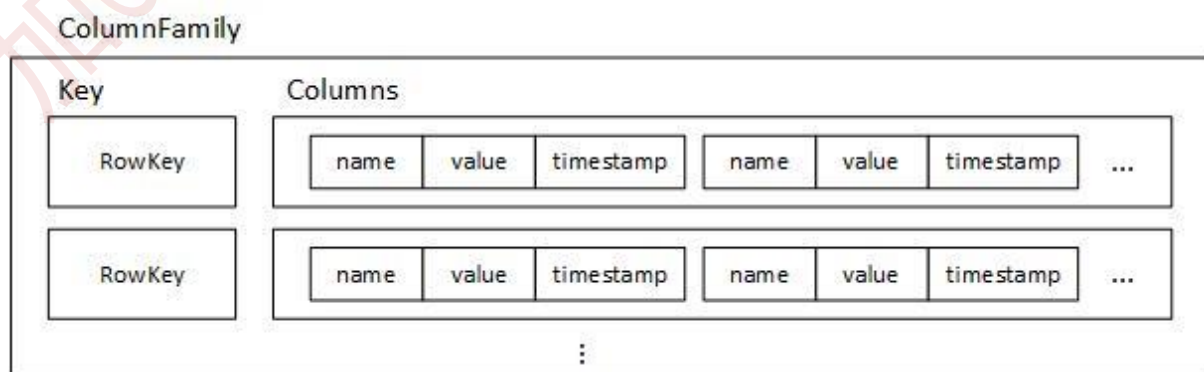 ColumnFamily
Key Columns
RowKey name value timestamp name value timestamp ...
RowKey name value timestamp name value timestamp ...
⋮